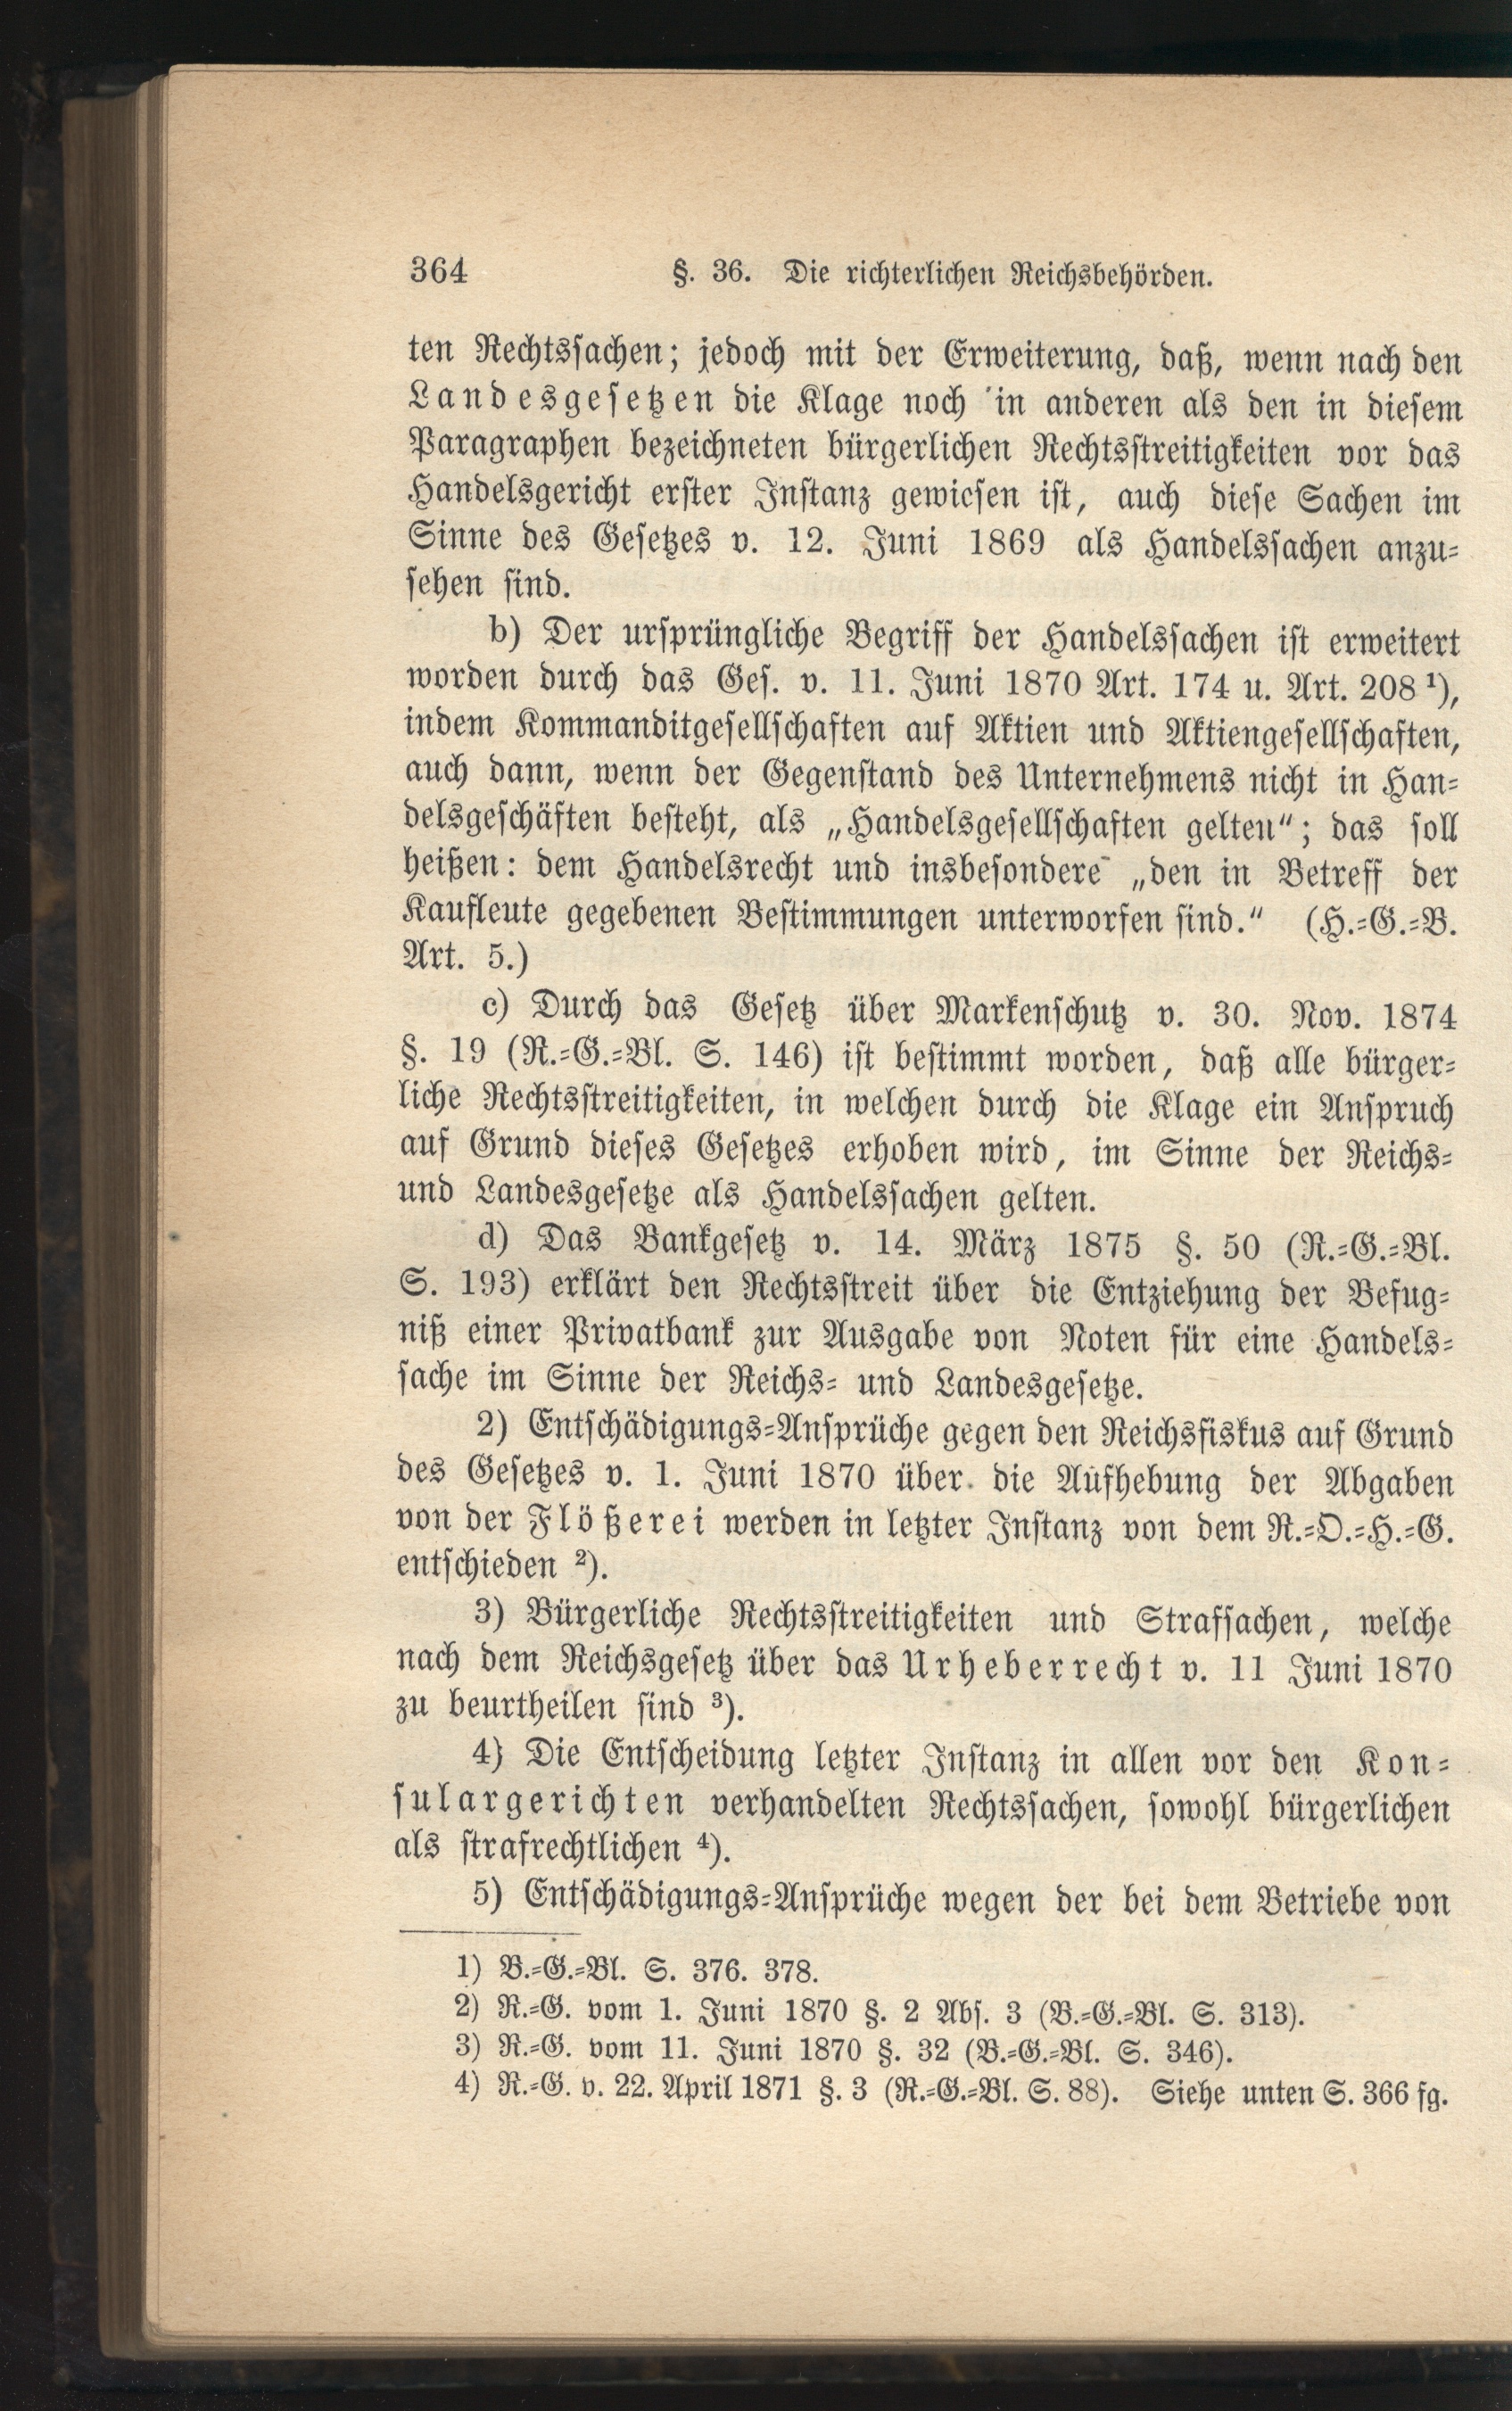 364 §. 36. Die richterlichen Reichsbehörden.
ten Rechtssachen; jedoch mit der Erweiterung, daß, wenn nach den
Landesgesetzen die Klage noch in anderen als den in diesem
Paragraphen bezeichneten bürgerlichen Rechtsstreitigkeiten vor das
Handelsgericht erster Instanz gewiesen ist, auch diese Sachen im
Sinne des Gesetzes v. 12. Juni 1869 als Handelssachen anzu-
sehen sind.
b) Der ursprüngliche Begriff der Handelssachen ist erweitert
worden durch das Ges. v. 11. Juni 1870 Art. 174 u. Art. 208 ¹),
indem Kommanditgesellschaften auf Aktien und Aktiengesellschaften,
auch dann, wenn der Gegenstand des Unternehmens nicht in Han-
delsgeschäften besteht, als „Handelsgesellschaften gelten“; das soll
heißen: dem Handelsrecht und insbesondere „den in Betreff der
Kaufleute gegebenen Bestimmungen unterworfen sind.“ (H.-G.-B.
Art. 5.)
c) Durch das Gesetz über Markenschutz v. 30. Nov. 1874
§. 19 (R.-G.-Bl. S. 146) ist bestimmt worden, daß alle bürger-
liche Rechtsstreitigkeiten, in welchen durch die Klage ein Anspruch
auf Grund dieses Gesetzes erhoben wird, im Sinne der Reichs-
und Landesgesetze als Handelssachen gelten.
d) Das Bankgesetz v. 14. März 1875 §. 50 (R.-G.-Bl.
S. 193) erklärt den Rechtsstreit über die Entziehung der Befug-
niß einer Privatbank zur Ausgabe von Noten für eine Handels-
sache im Sinne der Reichs- und Landesgesetze.
2) Entschädigungs-Ansprüche gegen den Reichsfiskus auf Grund
des Gesetzes v. 1. Juni 1870 über die Aufhebung der Abgaben
von der Flößerei werden in letzter Instanz von dem R.-O.-H.-G.
entschieden ²).
3) Bürgerliche Rechtsstreitigkeiten und Strafsachen, welche
nach dem Reichsgesetz über das Urheberrecht v. 11 Juni 1870
zu beurtheilen sind ³).
4) Die Entscheidung letzter Instanz in allen vor den Kon-
sulargerichten verhandelten Rechtssachen, sowohl bürgerlichen
als strafrechtlichen ⁴).
5) Entschädigungs-Ansprüche wegen der bei dem Betriebe von
1) B.-G.-Bl. S. 376. 378.
2) R.-G. vom 1. Juni 1870 §. 2 Abs. 3 (B.-G.-Bl. S. 313).
3) R.-G. vom 11. Juni 1870 §. 32 (B.-G.-Bl. S. 346).
4) R.-G. v. 22. April 1871 §. 3 (R.-G.-Bl. S. 88). Siehe unten S. 366 fg.